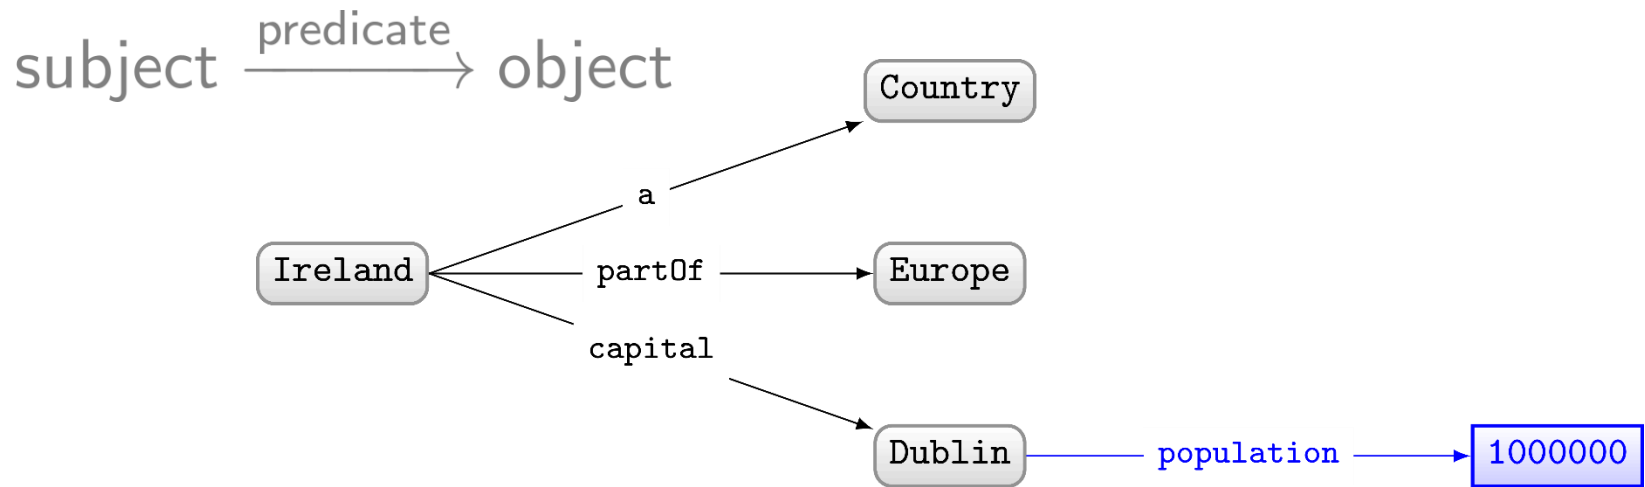 subject predicate object
Country
a
Ireland partOf Europe
capital
Dublin population 1000000